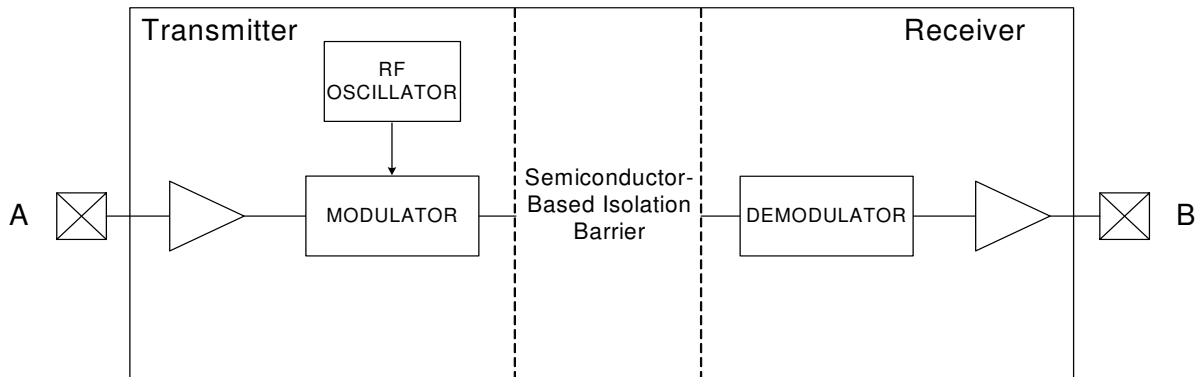 Transmitter
Receiver
RF
OSCILLATOR
A
MODULATOR
Semiconductor-
Based Isolation
Barrier
DEMODULATOR
B